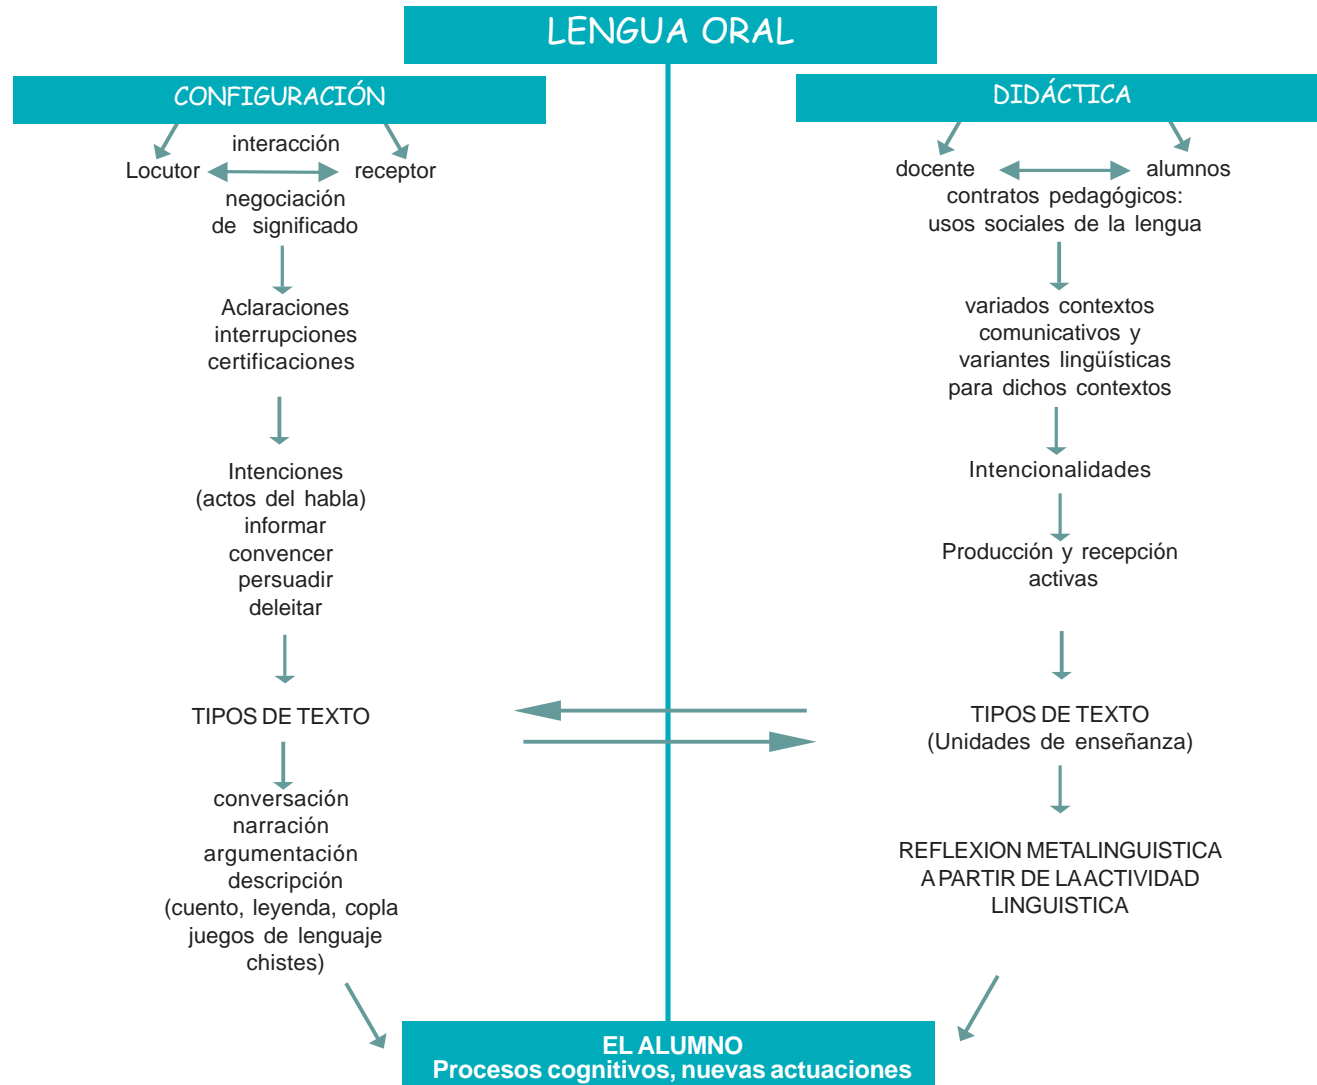 LENGUA ORAL
CONFIGURACIÓN
interacción
Locutor receptor
negociación
de significado
Aclaraciones
interrupciones
certificaciones
Intenciones
(actos del habla)
informar
convencer
persuadir
deleitar
TIPOS DE TEXTO
conversación
narración
argumentación
descripción
(cuento, leyenda, copla
juegos de lenguaje
chistes)
DIDÁCTICA
docente alumnos
contratos pedagógicos:
usos sociales de la lengua
variados contextos
comunicativos y
variantes lingüísticas
para dichos contextos
Intencionalidades
Producción y recepción
activas
TIPOS DE TEXTO
(Unidades de enseñanza)
REFLEXION METALINGUISTICA
A PARTIR DE LA ACTIVIDAD
LINGUISTICA
EL ALUMNO
Procesos cognitivos, nuevas actuaciones